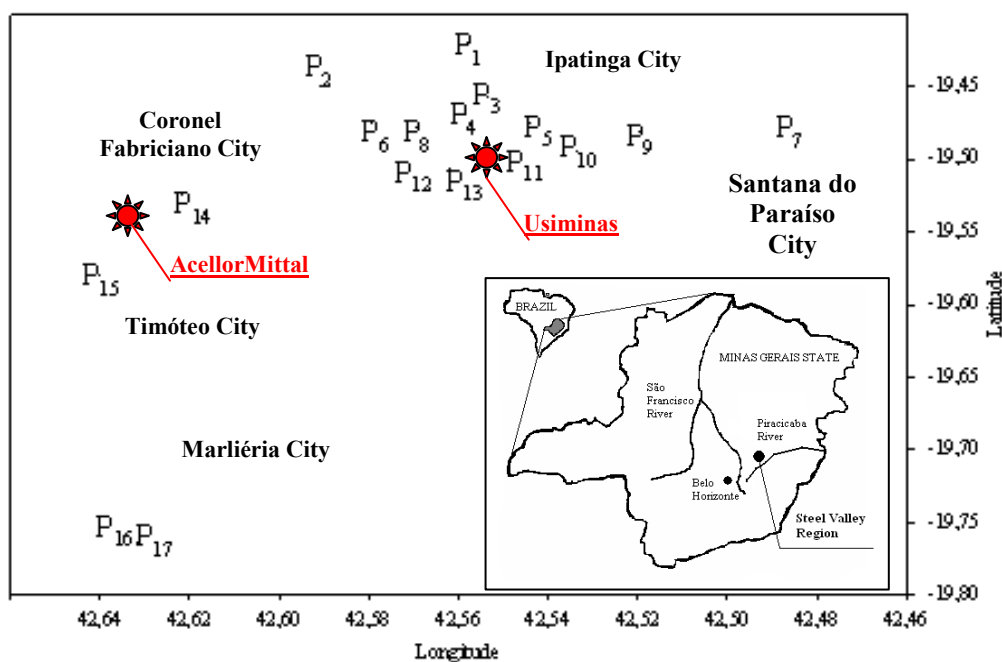 P1
Ipatinga City
P2
P3
P4
P5
P6
P8
P7
P9
P10
P11
P12
P13
Coronel
Fabriciano City
Santana do
Paraíso
City
P14
Usiminas
AcellorMittal
P15
Timóteo City
Marliéria City
P16
P17
BRAZIL
MINAS GERAIS STATE
São
Francisco
River
Piracicaba
River
Belo
Horizonte
Steel Valley
Region
-19,45
-19,50
-19,55
-19,60
-19,65
-19,70
-19,75
-19,80
Latitude
42,64
42,62
42,60
42,58
42,56
42,54
42,52
42,50
42,48
42,46
Longitude